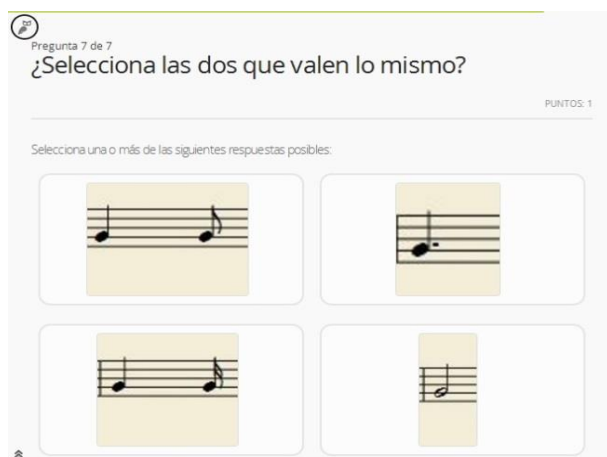 Pregunta 7 de 7
¿Selecciona las dos que valen lo mismo?
PUNTOS: 1
Selecciona una o más de las siguientes respuestas posibles: